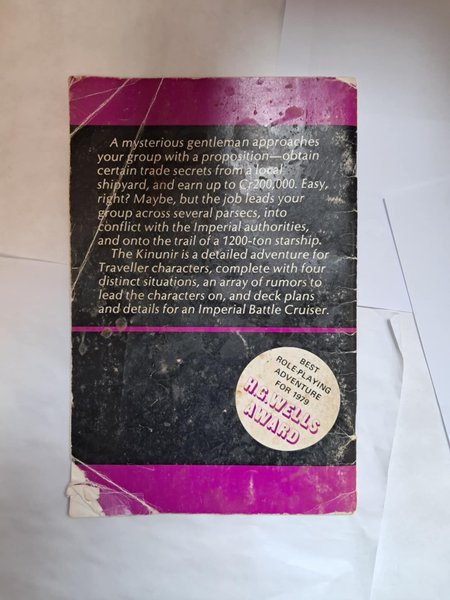 A mysterious gentleman approaches
your group with a proposition—obtain
certain trade secrets from a local
shipyard, and earn up to Cr200,000. Easy,
right? Maybe, but the job leads your
group across several parsecs, into
conflict with the Imperial authorities,
and onto the trail of a 1200-ton starship.
The Kinunir is a detailed adventure for
Traveller characters, complete with four
distinct situations, an array of rumors to
lead the characters on, and deck plans
and details for an Imperial Battle Cruiser.
BEST
ROLE-PLAYING
ADVENTURE
FOR 1979
H.G. WELLS
AWARD